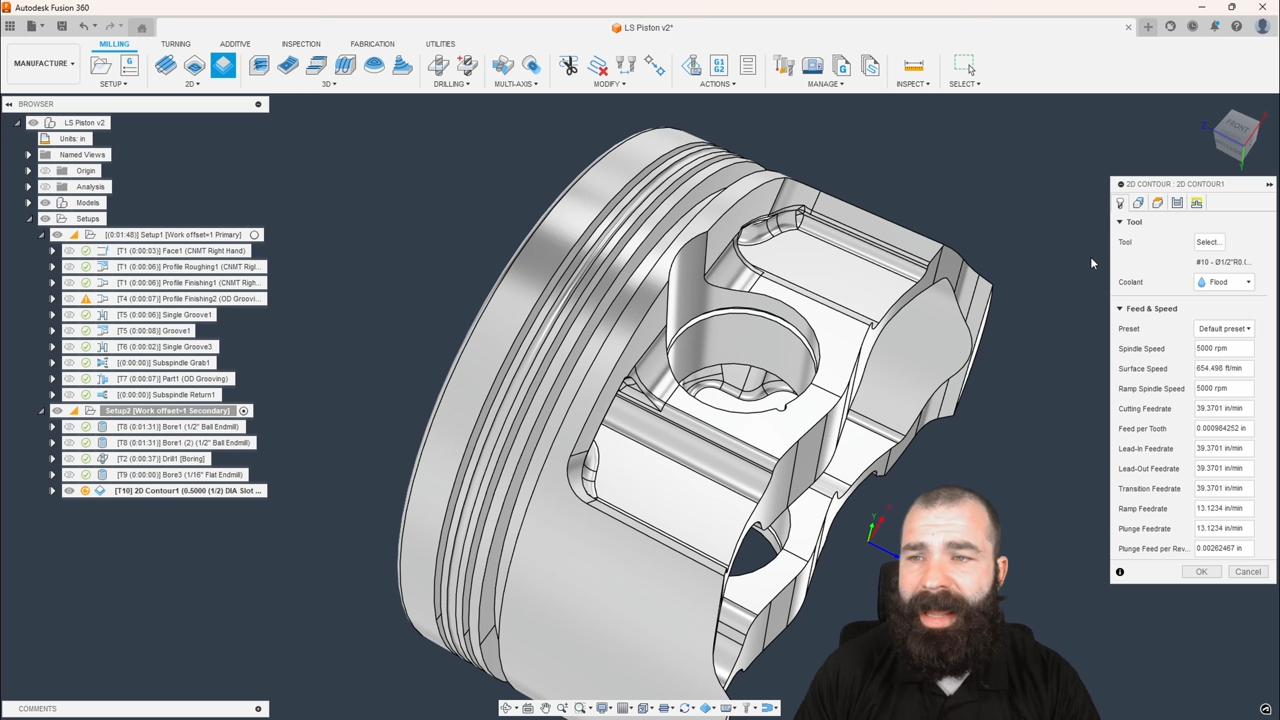 Autodesk Fusion 360
LS Piston v2*
MANUFACTURE
MILLING
TURNING
ADDITIVE
INSPECTION
FABRICATION
UTILITIES
SETUP
2D
3D
DRILLING
MULTI-AXIS
MODIFY
G1
G2
ACTIONS
MANAGE
INSPECT
SELECT
BROWSER
LS Piston v2
Units: in
Named Views
Origin
Analysis
Models
Setups
[(0:01:48)] Setup1 [Work offset=1 Primary]
[T1 (0:00:03)] Face1 (CNMT Right Hand)
[T1 (0:00:06)] Profile Roughing1 (CNMT Rigl...
[T1 (0:00:06)] Profile Finishing1 (CNMT Right...
[T4 (0:00:07)] Profile Finishing2 (OD Groovi...
[T5 (0:00:06)] Single Groove1
[T5 (0:00:08)] Groove1
[T6 (0:00:02)] Single Groove3
[(0:00:00)] Subspindle Grab1
[T7 (0:00:07)] Part1 (OD Grooving)
[(0:00:00)] Subspindle Return1
Setup2 [Work offset=1 Secondary]
[T8 (0:01:31)] Bore1 (1/2" Ball Endmill)
[T8 (0:01:31)] Bore1 (2) (1/2" Ball Endmill)
[T2 (0:00:37)] Drill1 [Boring]
[T9 (0:00:00)] Bore3 (1/16" Flat Endmill)
[T10] 2D Contour1 (0.5000 (1/2) DIA Slot ...
COMMENTS
FRONT
Z
X
Y
Y
2D CONTOUR : 2D CONTOUR1
Tool
Tool Select...
#10 - Ø1/2"R0.(...
Coolant Flood
Feed & Speed
Preset Default preset
Spindle Speed 5000 rpm
Surface Speed 654.498 ft/min
Ramp Spindle Speed 5000 rpm
Cutting Feedrate 39.3701 in/min
Feed per Tooth 0.000984252 in
Lead-In Feedrate 39.3701 in/min
Lead-Out Feedrate 39.3701 in/min
Transition Feedrate 39.3701 in/min
Ramp Feedrate 13.1234 in/min
Plunge Feedrate 13.1234 in/min
Plunge Feed per Rev... 0.00262467 in
OK Cancel